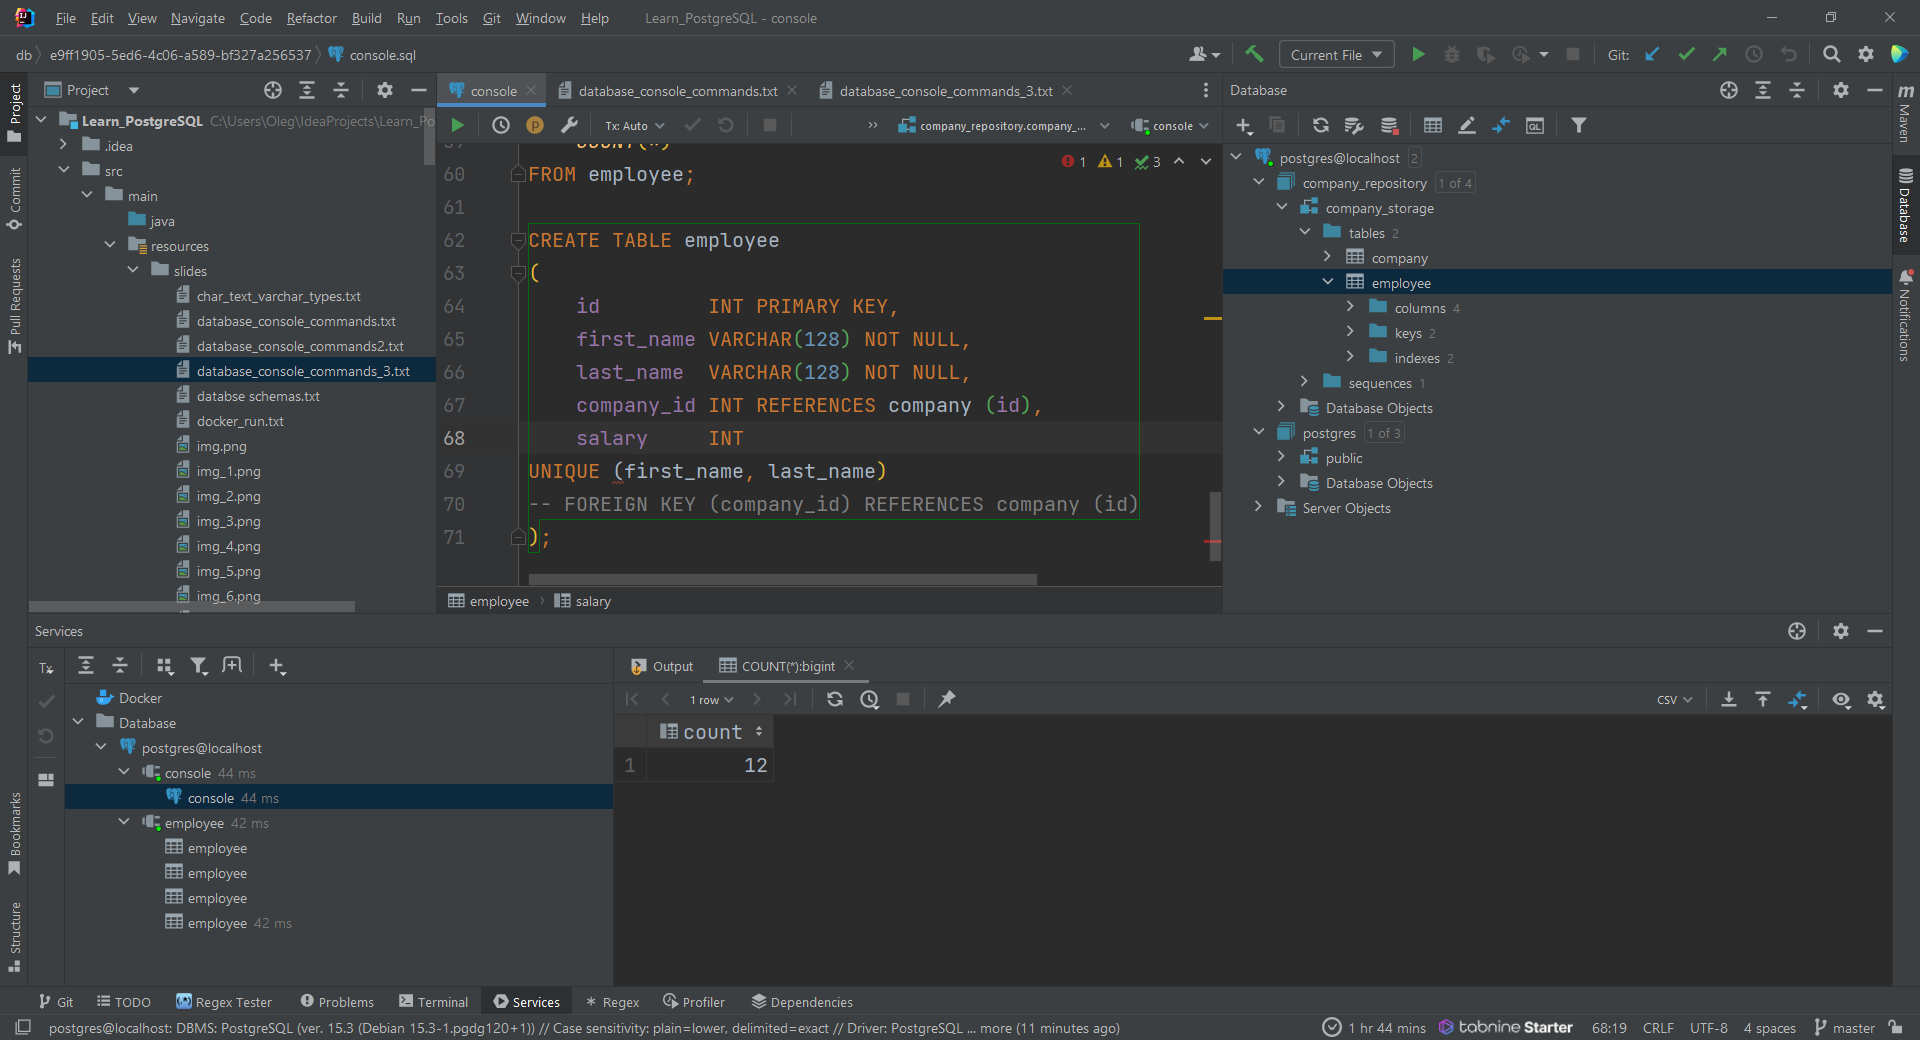 File Edit View Navigate Code Refactor Build Run Tools Git Window Help Learn_PostgreSQL - console
db e9ff1905-5ed6-4c06-a589-bf327a256537 console.sql Current File Git:
Project
Commit
Pull Requests
Bookmarks
Structure
Project
Learn_PostgreSQL C:\Users\Oleg\IdeaProjects\Learn_Po
.idea
src
main
java
resources
slides
char_text_varchar_types.txt
database_console_commands.txt
database_console_commands2.txt
database_console_commands_3.txt
databse schemas.txt
docker_run.txt
img.png
img_1.png
img_2.png
img_3.png
img_4.png
img_5.png
img_6.png
console database_console_commands.txt database_console_commands_3.txt
Tx: Auto company_repository.company_... console
1 1 3
COUNT(*)
60 FROM employee;
61
62 CREATE TABLE employee
63 (
64 id INT PRIMARY KEY,
65 first_name VARCHAR(128) NOT NULL,
66 last_name VARCHAR(128) NOT NULL,
67 company_id INT REFERENCES company (id),
68 salary INT
69 UNIQUE (first_name, last_name)
70 -- FOREIGN KEY (company_id) REFERENCES company (id)
71 );
employee salary
Database
postgres@localhost 2
company_repository 1 of 4
company_storage
tables 2
company
employee
columns 4
keys 2
indexes 2
sequences 1
Database Objects
postgres 1 of 3
public
Database Objects
Server Objects
Maven
Database
Notifications
Services
Tx
Docker
Database
postgres@localhost
console 44 ms
console 44 ms
employee 42 ms
employee
employee
employee
employee 42 ms
Output COUNT(*):bigint
1 row CSV
count
1 12
Git TODO Regex Tester Problems Terminal Services Regex Profiler Dependencies
postgres@localhost: DBMS: PostgreSQL (ver. 15.3 (Debian 15.3-1.pgdg120+1)) // Case sensitivity: plain=lower, delimited=exact // Driver: PostgreSQL ... more (11 minutes ago) 1 hr 44 mins tabnine Starter 68:19 CRLF UTF-8 4 spaces master